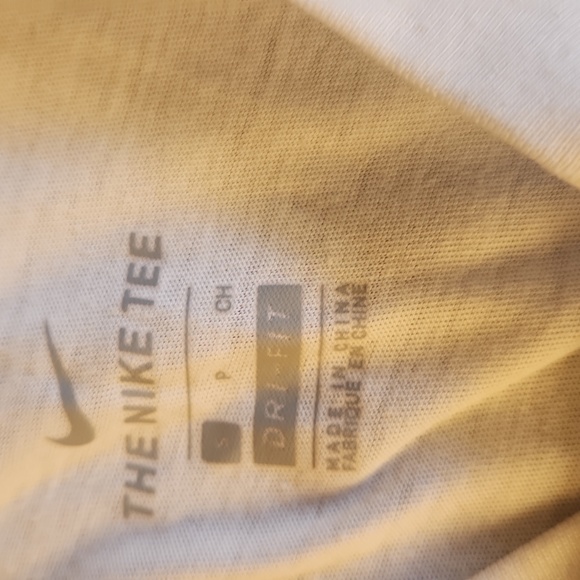 THE NIKE TEE
S P CH
DRI-FIT
MADE IN CHINA
FABRIQUÉ EN CHINE